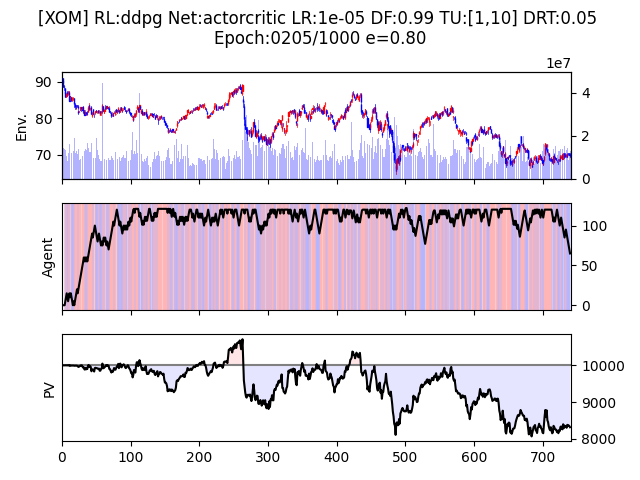 [XOM] RL:ddpg Net:actorcritic LR:1e-05 DF:0.99 TU:[1,10] DRT:0.05
Epoch:0205/1000 e=0.80
1e7
90
80
70
Env.
4
2
0
Agent
100
50
0
PV
10000
9000
8000
0 100 200 300 400 500 600 700